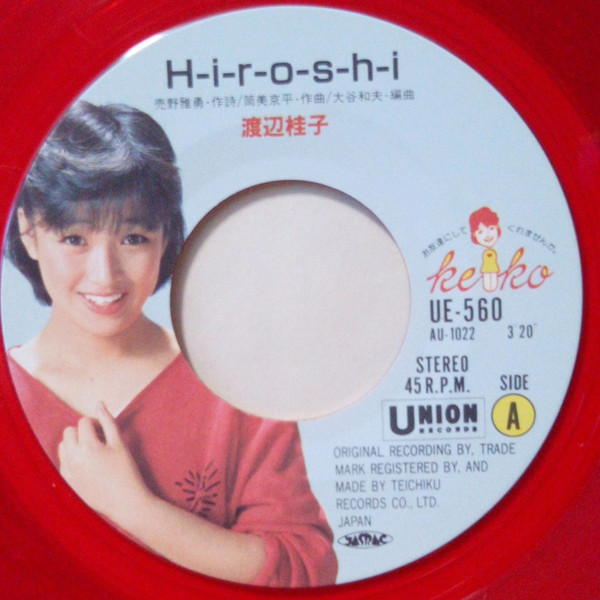 H-i-r-o-s-h-i
売野雅勇・作詩/筒美京平・作曲/大谷和夫・編曲
渡辺桂子
お友達にして くれませんか。
keiko
UE-560
AU-1022 3′20″
STEREO
45 R.P.M.
SIDE
A
UNION
RECORDS
ORIGINAL RECORDING BY, TRADE
MARK REGISTERED BY, AND
MADE BY TEICHIKU
RECORDS CO., LTD.
JAPAN
JASRAC